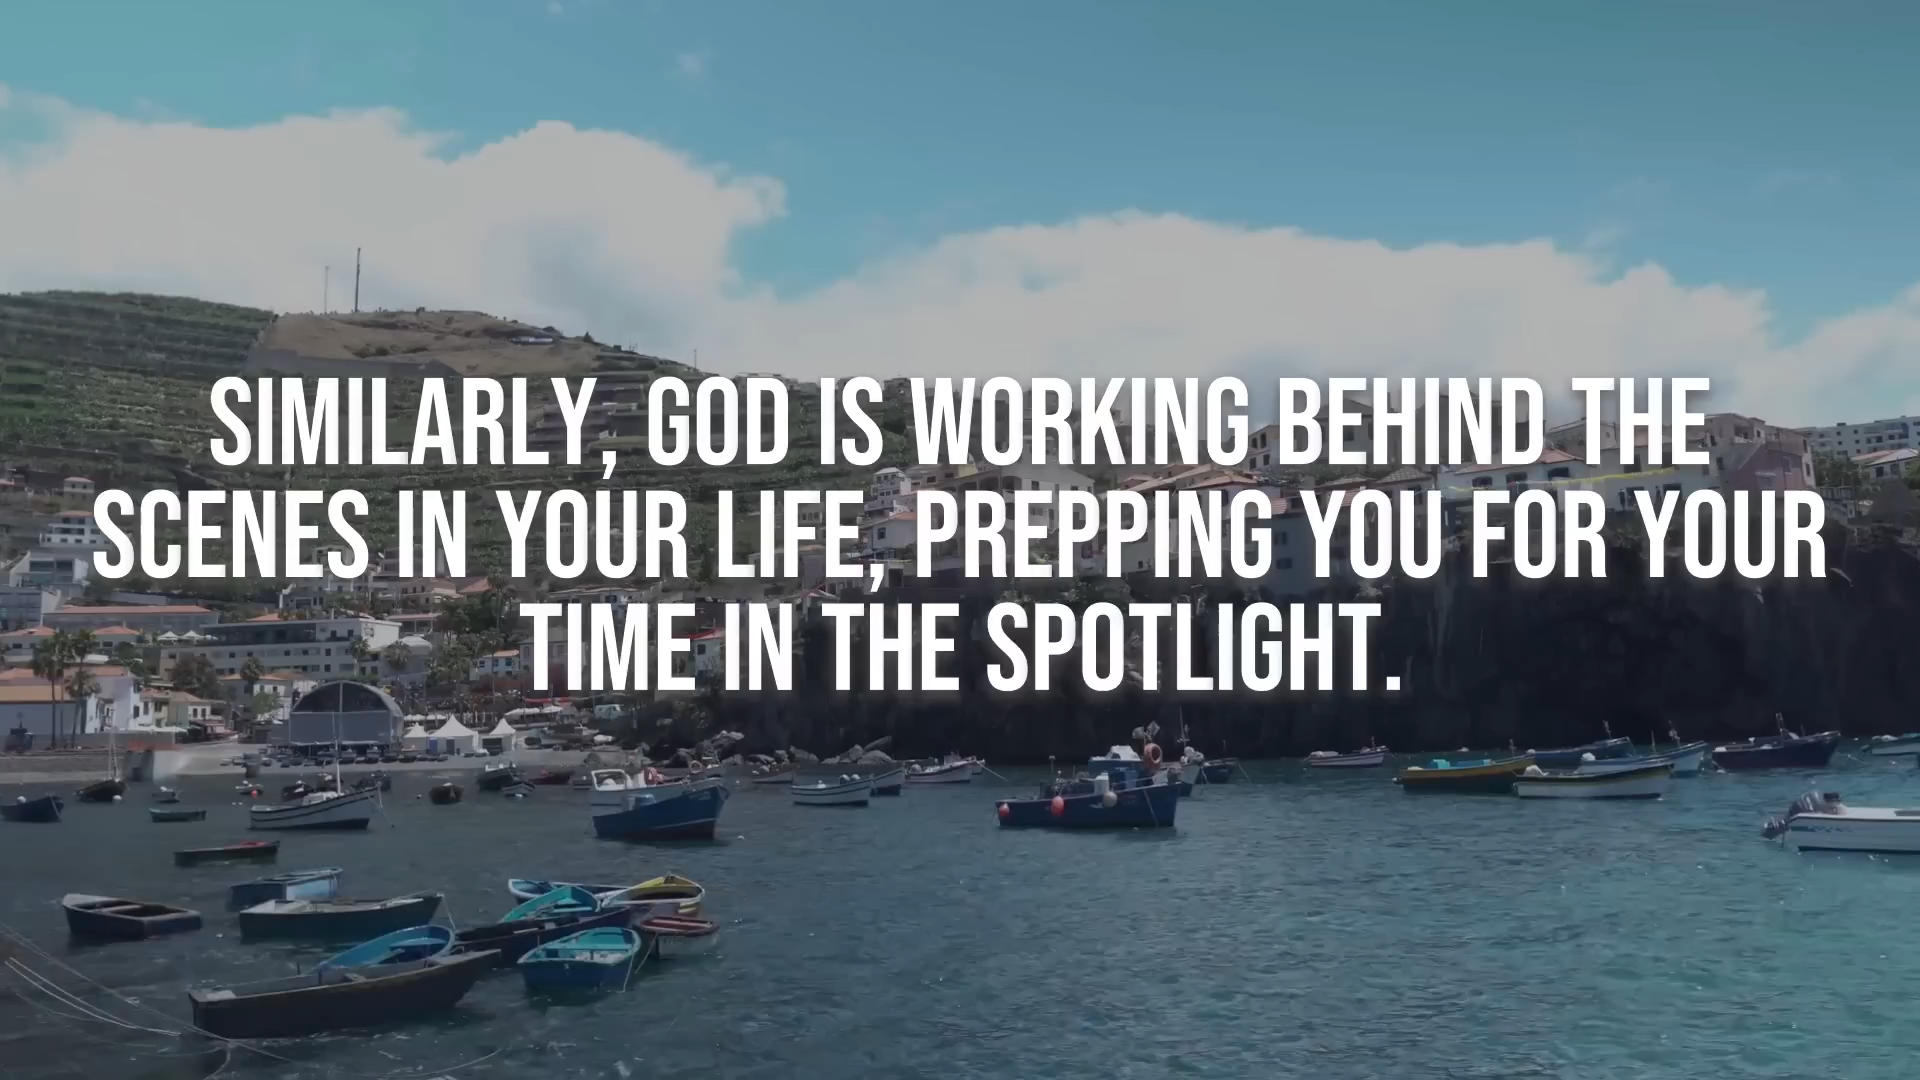 SIMILARLY, GOD IS WORKING BEHIND THE
SCENES IN YOUR LIFE, PREPPING YOU FOR YOUR
TIME IN THE SPOTLIGHT.